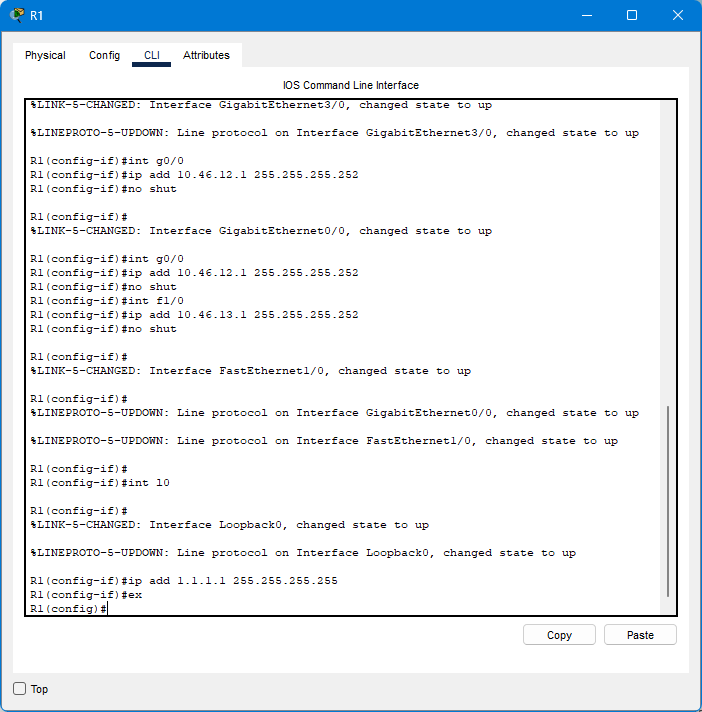 R1
Physical Config CLI Attributes
IOS Command Line Interface
%LINK-5-CHANGED: Interface GigabitEthernet3/0, changed state to up
%LINEPROTO-5-UPDOWN: Line protocol on Interface GigabitEthernet3/0, changed state to up
R1(config-if)#int g0/0
R1(config-if)#ip add 10.46.12.1 255.255.255.252
R1(config-if)#no shut
R1(config-if)#
%LINK-5-CHANGED: Interface GigabitEthernet0/0, changed state to up
R1(config-if)#int g0/0
R1(config-if)#ip add 10.46.12.1 255.255.255.252
R1(config-if)#no shut
R1(config-if)#int f1/0
R1(config-if)#ip add 10.46.13.1 255.255.255.252
R1(config-if)#no shut
R1(config-if)#
%LINK-5-CHANGED: Interface FastEthernet1/0, changed state to up
R1(config-if)#
%LINEPROTO-5-UPDOWN: Line protocol on Interface GigabitEthernet0/0, changed state to up
%LINEPROTO-5-UPDOWN: Line protocol on Interface FastEthernet1/0, changed state to up
R1(config-if)#
R1(config-if)#int l0
R1(config-if)#
%LINK-5-CHANGED: Interface Loopback0, changed state to up
%LINEPROTO-5-UPDOWN: Line protocol on Interface Loopback0, changed state to up
R1(config-if)#ip add 1.1.1.1 255.255.255.255
R1(config-if)#ex
R1(config)#
Copy Paste
Top